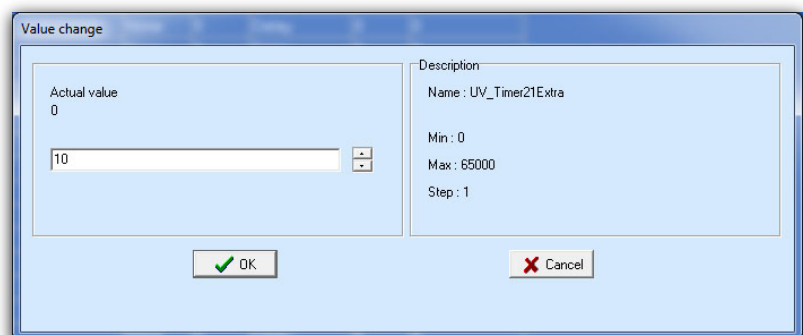 Value change
Actual value
0
10
OK
Description
Name : UV_Timer21Extra
Min : 0
Max : 65000
Step : 1
Cancel